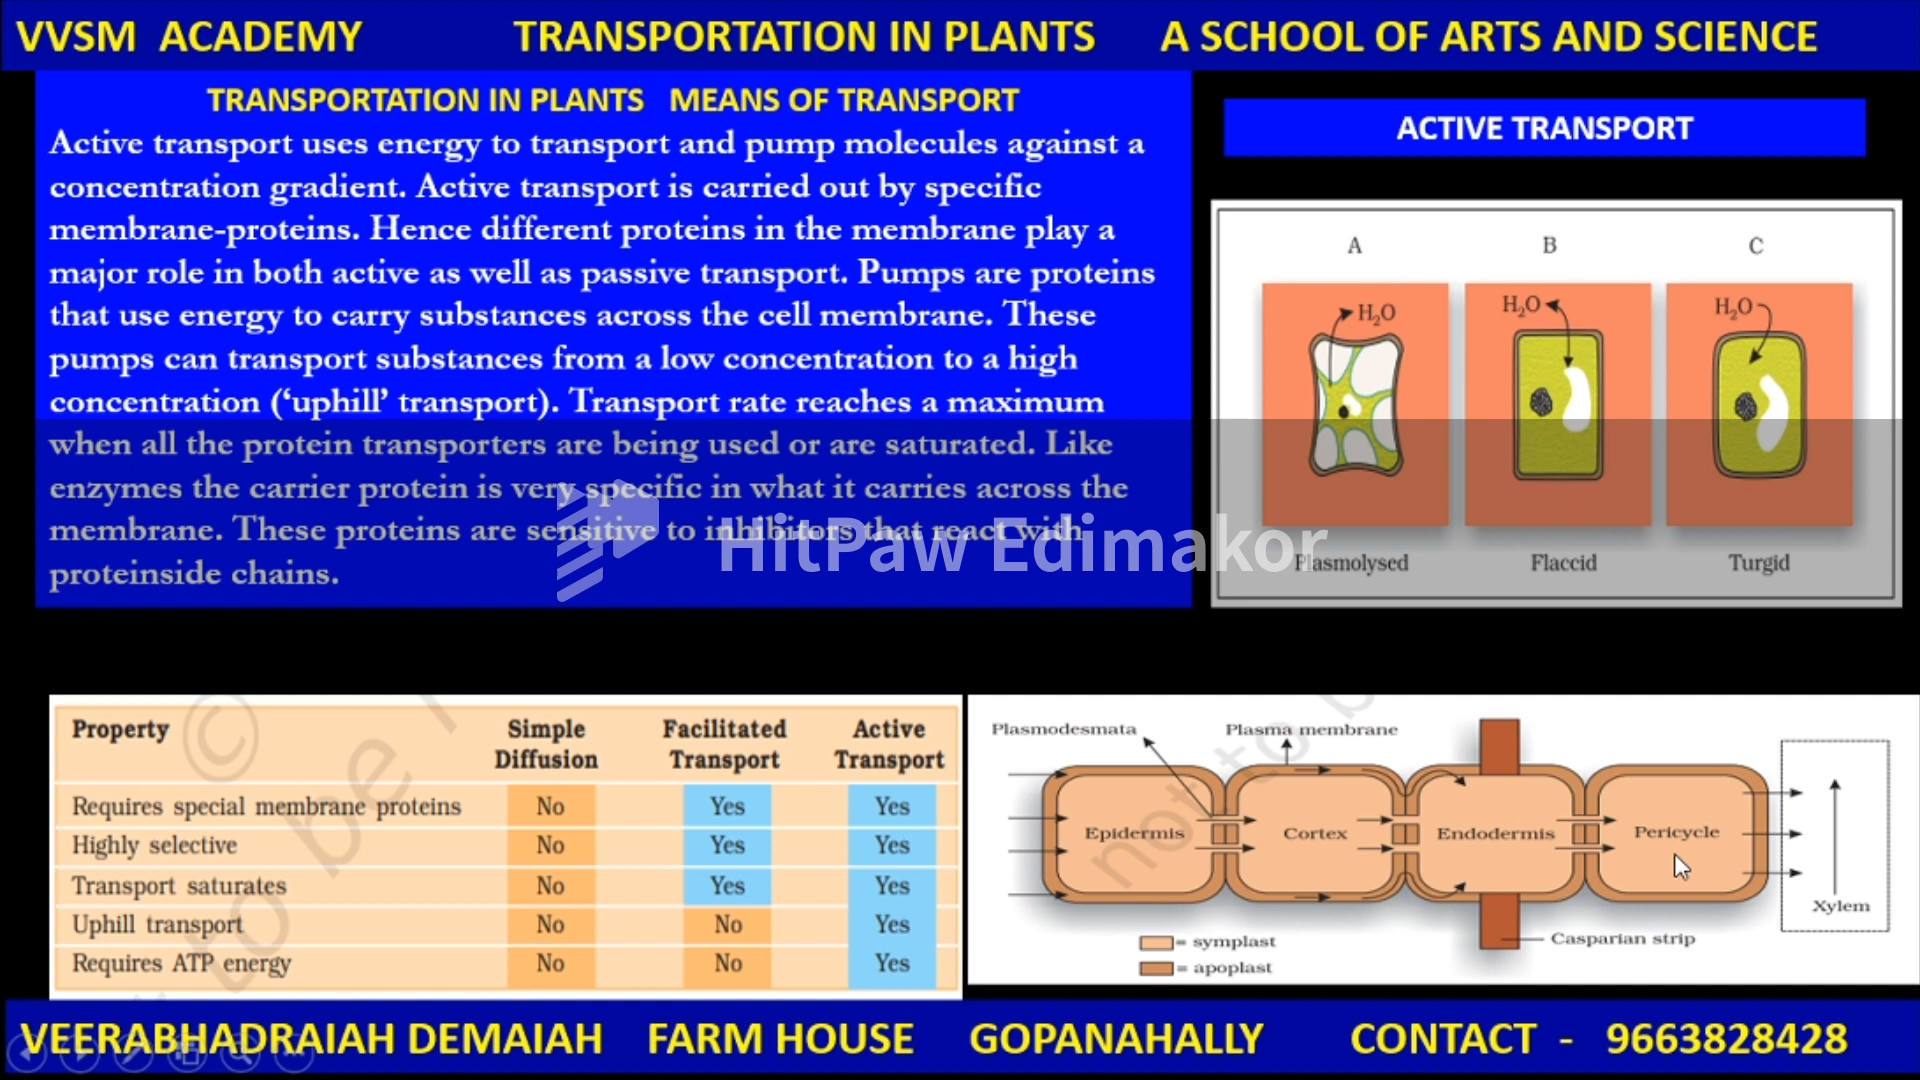 VVSM ACADEMY TRANSPORTATION IN PLANTS A SCHOOL OF ARTS AND SCIENCE
TRANSPORTATION IN PLANTS MEANS OF TRANSPORT
Active transport uses energy to transport and pump molecules against a
concentration gradient. Active transport is carried out by specific
membrane-proteins. Hence different proteins in the membrane play a
major role in both active as well as passive transport. Pumps are proteins
that use energy to carry substances across the cell membrane. These
pumps can transport substances from a low concentration to a high
concentration (‘uphill’ transport). Transport rate reaches a maximum
when all the protein transporters are being used or are saturated. Like
enzymes the carrier protein is very specific in what it carries across the
membrane. These proteins are sensitive to inhibitors that react with
proteinside chains.
HitPaw Edimakor
ACTIVE TRANSPORT
A B C
H₂O H₂O H₂O
Plasmolysed Flaccid Turgid
Property Simple Diffusion Facilitated Transport Active Transport
Requires special membrane proteins No Yes Yes
Highly selective No Yes Yes
Transport saturates No Yes Yes
Uphill transport No No Yes
Requires ATP energy No No Yes
© to be
not to b
Plasmodesmata Plasma membrane
Epidermis Cortex Endodermis Pericycle
Xylem
= symplast
Casparian strip
= apoplast
VEERABHADRAIAH DEMAIAH FARM HOUSE GOPANAHALLY CONTACT - 9663828428